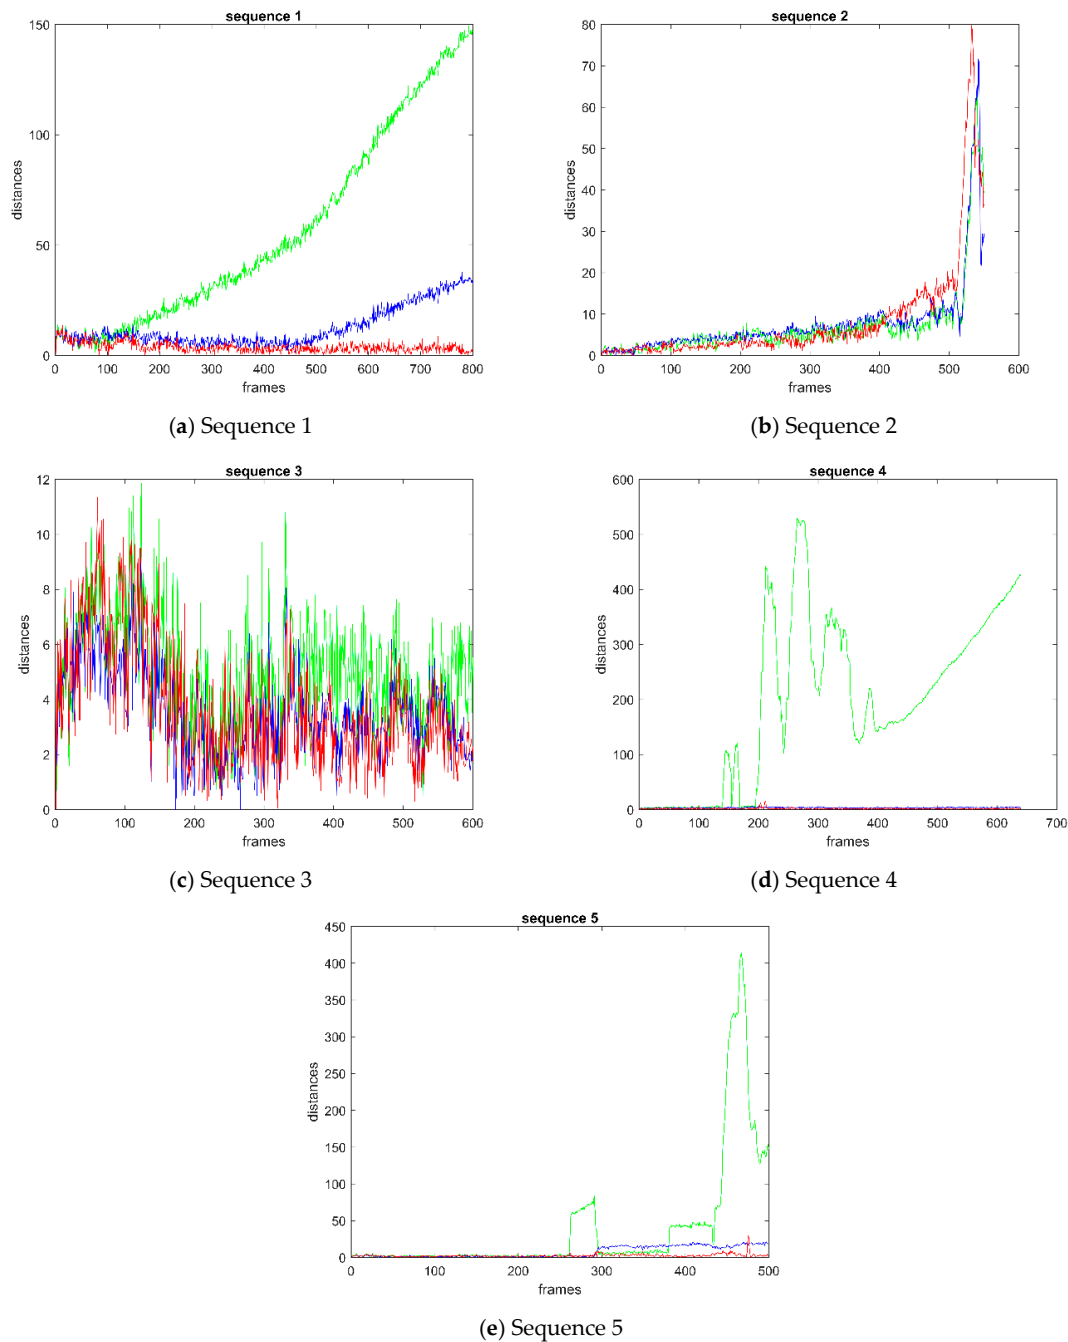 sequence 1
150
100
50
0
distances
0 100 200 300 400 500 600 700 800
frames
(a) Sequence 1
sequence 2
80
70
60
50
40
30
20
10
0
distances
0 100 200 300 400 500 600
frames
(b) Sequence 2
sequence 3
12
10
8
6
4
2
0
distances
0 100 200 300 400 500 600
frames
(c) Sequence 3
sequence 4
600
500
400
300
200
100
0
distances
0 100 200 300 400 500 600 700
frames
(d) Sequence 4
sequence 5
450
400
350
300
250
200
150
100
50
0
distances
0 100 200 300 400 500
frames
(e) Sequence 5